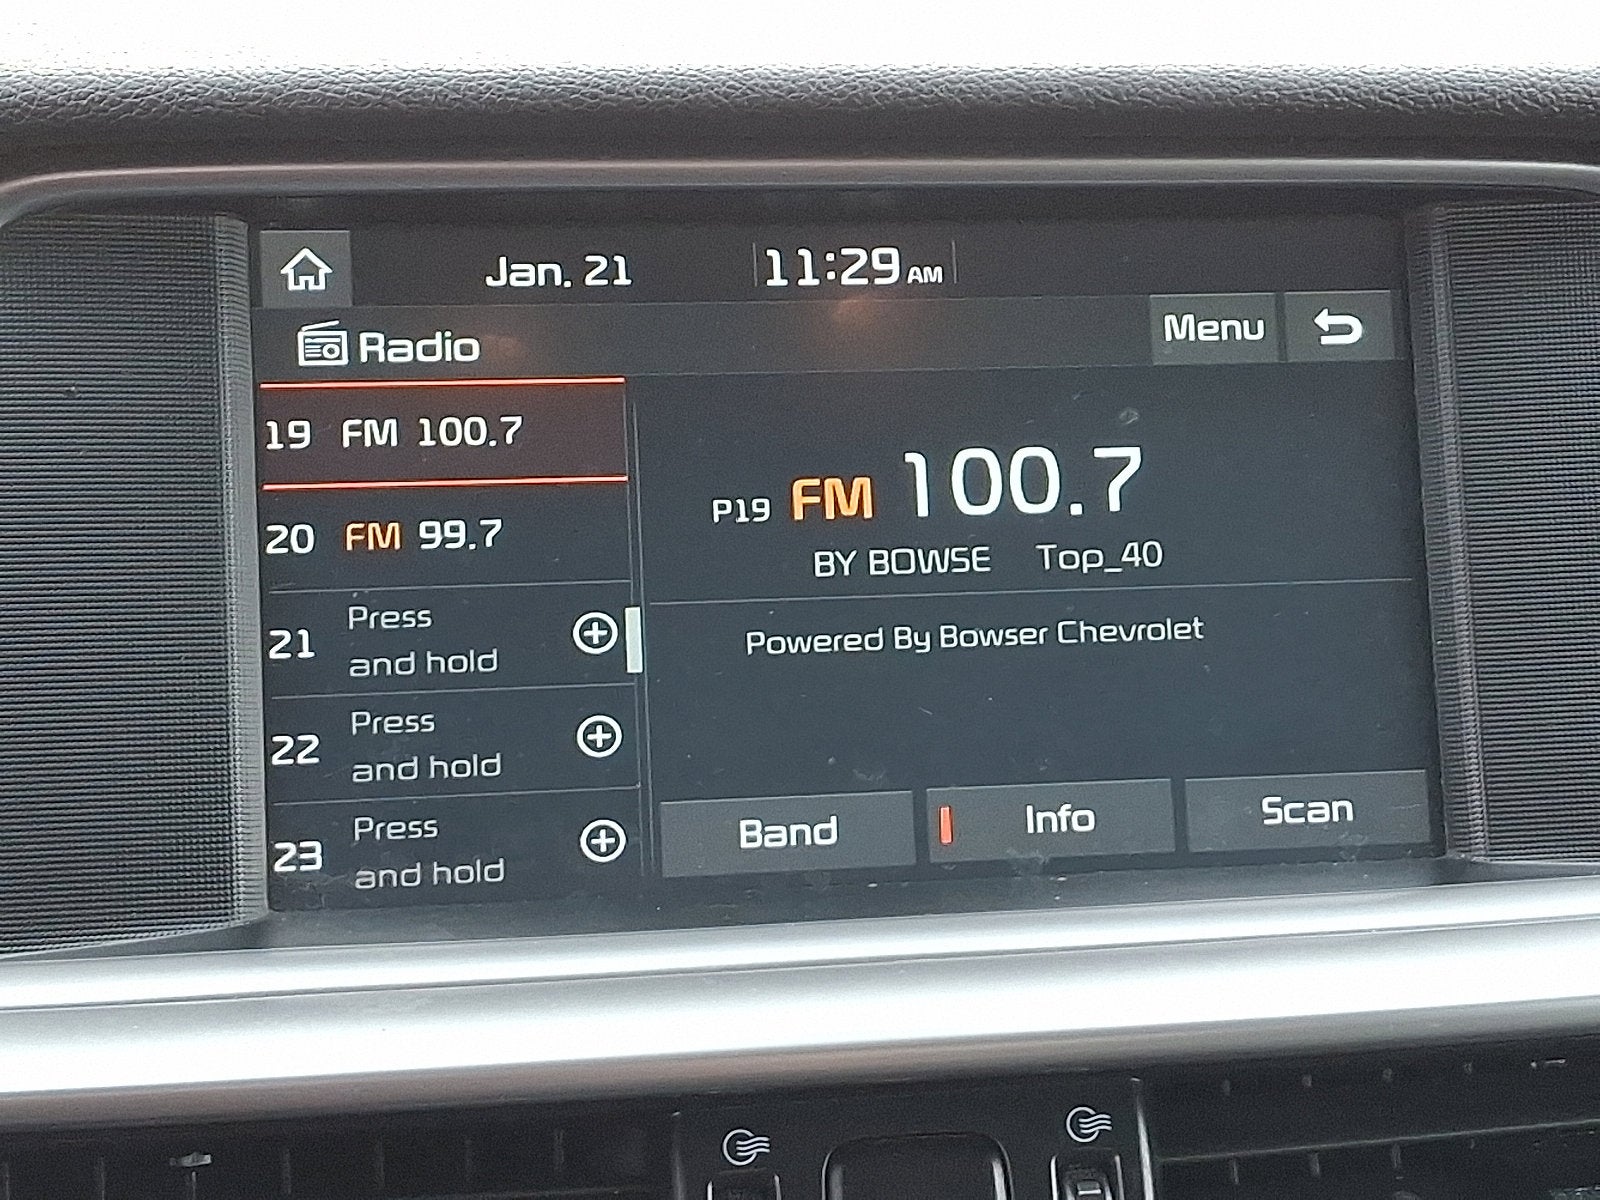 Jan. 21
11:29 AM
Radio
Menu
19 FM 100.7
20 FM 99.7
21 Press
and hold
22 Press
and hold
23 Press
and hold
P19 FM 100.7
BY BOWSE Top_40
Powered By Bowser Chevrolet
Band
Info
Scan